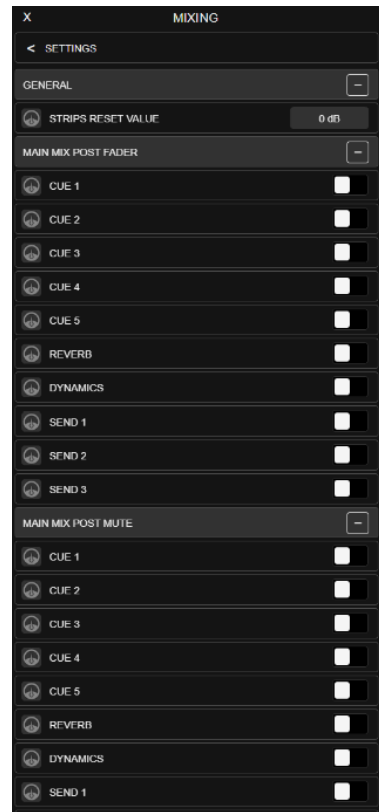 X MIXING
< SETTINGS
GENERAL –
STRIPS RESET VALUE 0 dB
MAIN MIX POST FADER –
CUE 1
CUE 2
CUE 3
CUE 4
CUE 5
REVERB
DYNAMICS
SEND 1
SEND 2
SEND 3
MAIN MIX POST MUTE –
CUE 1
CUE 2
CUE 3
CUE 4
CUE 5
REVERB
DYNAMICS
SEND 1